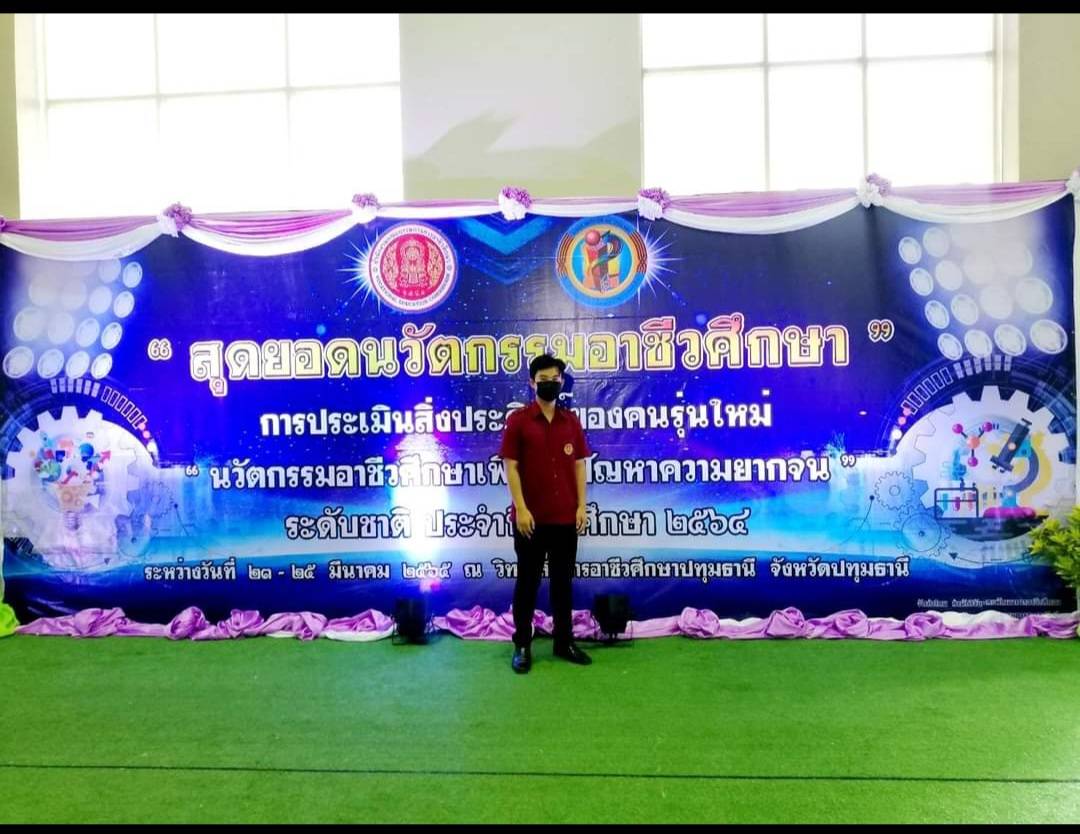 VOCATIONAL EDUCATION COMMISSION
“ สุดยอดนวัตกรรมอาชีวศึกษา ”
การประเมินสิ่งประดิ ของคนรุ่นใหม่
“ นวัตกรรมอาชีวศึกษาเพื่ ปัญหาความยากจน ”
ระดับชาติ ประจำปี ศึกษา ๒๕๖๔
ระหว่างวันที่ ๒๑ - ๒๕ มีนาคม ๒๕๖๕ ณ วิท การอาชีวศึกษาปทุมธานี จังหวัดปทุมธานี